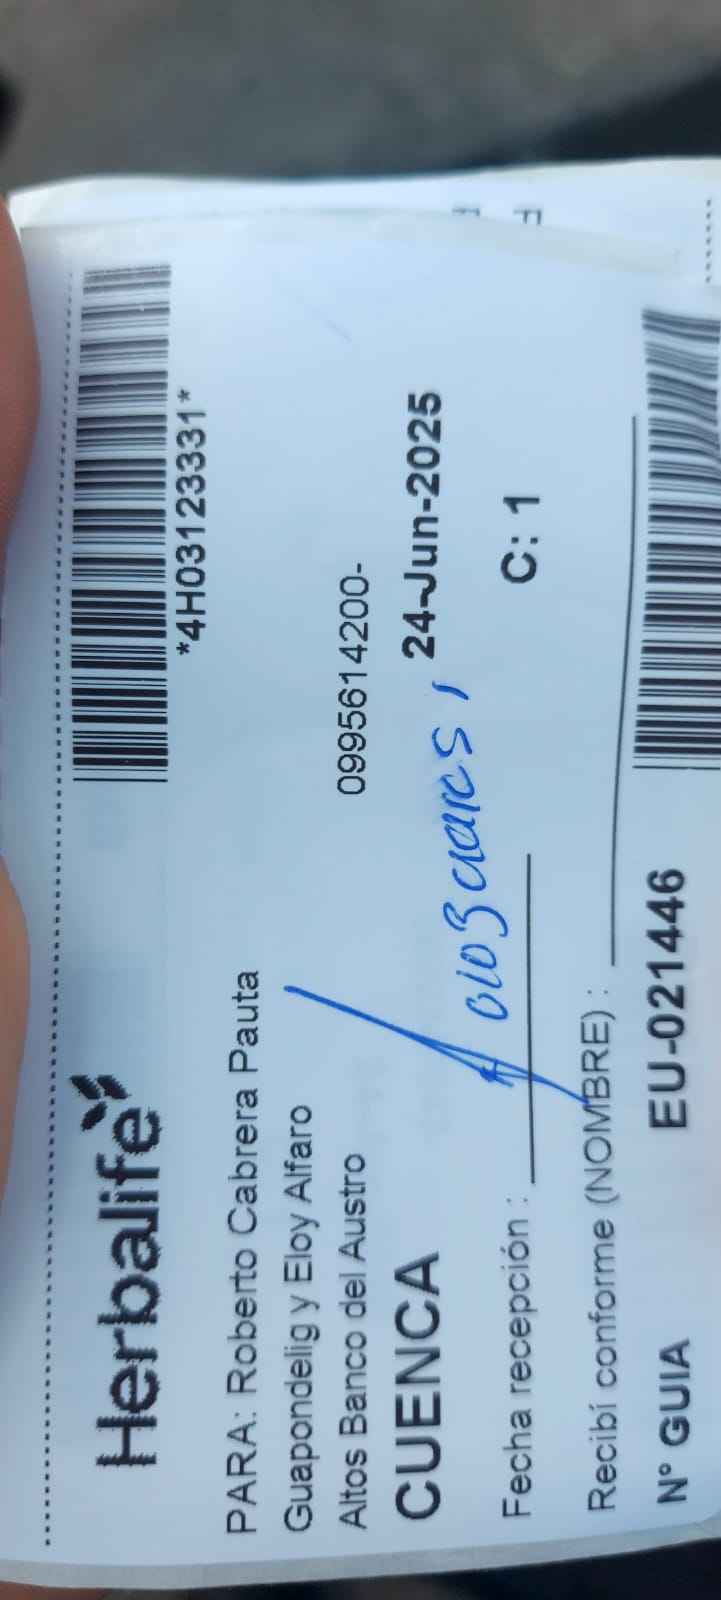 *4H03123331*
Herbalife
PARA: Roberto Cabrera Pauta
Guapondelig y Eloy Alfaro
Altos Banco del Austro
0995614200-
CUENCA
24-Jun-2025
Fecha recepción :
C: 1
Recibí conforme (NOMBRE) :
N° GUIA
EU-021446